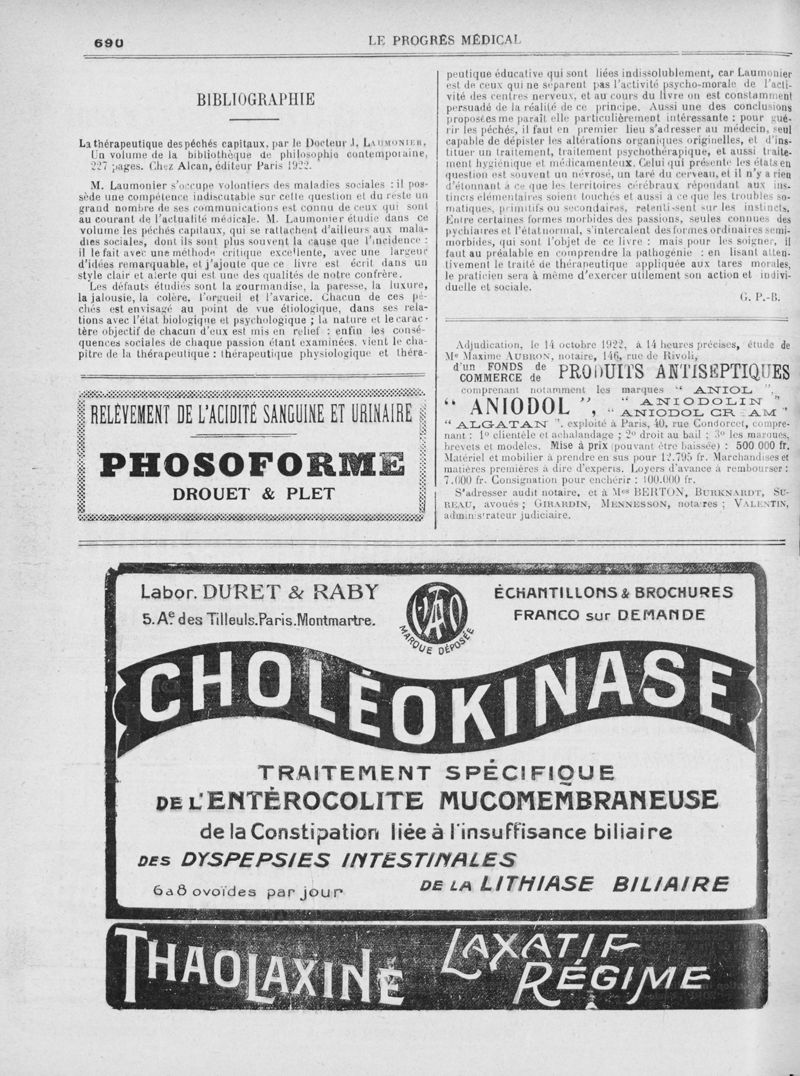 690
LE PROGRÈS MÉDICAL
BIBLIOGRAPHIE
La thérapeutique des péchés capitaux, par le Docteur J. LAUMONIER,
Un volume de la bibliothèque de philosophie contemporaine,
227 pages. Chez Alcan, éditeur Paris 1922.
M. Laumonier s'occupe volontiers des maladies sociales : il pos-
sède une compétence indiscutable sur cette question et du reste un
grand nombre de ses communications est connu de ceux qui sont
au courant de l'actualité médicale. M. Laumonier étudie dans ce
volume les péchés capitaux, qui se rattachent d'ailleurs aux mala-
dies sociales, dont ils sont plus souvent la cause que l'incidence :
il le fait avec une méthode critique excellente, avec une largeur
d'idées remarquable, et j'ajoute que ce livre est écrit dans un
style clair et alerte qui est une des qualités de notre confrère.
Les défauts étudiés sont la gourmandise, la paresse, la luxure,
la jalousie, la colère, l'orgueil et l'avarice. Chacun de ces pé-
chés est envisagé au point de vue étiologique, dans ses rela-
tions avec l'état biologique et psychologique ; la nature et le carac-
tère objectif de chacun d'eux est mis en relief ; enfin les consé-
quences sociales de chaque passion étant examinées, vient le cha-
pitre de la thérapeutique : thérapeutique physiologique et théra-
peutique éducative qui sont liées indissolublement, car Laumonier
est de ceux qui ne séparent pas l'activité psycho-morale de l'acti-
vité des centres nerveux, et au cours du livre on est constamment
persuadé de la réalité de ce principe. Aussi une des conclusions
proposées me paraît elle particulièrement intéressante : pour gué-
rir les péchés, il faut en premier lieu s'adresser au médecin, seul
capable de dépister les altérations organiques originelles, et d'ins-
tituer un traitement, traitement psychothérapique, et aussi traite-
ment hygiénique et médicamenteux. Celui qui présente les états en
question est souvent un névrosé, un taré du cerveau, et il n'y a rien
d'étonnant à ce que les territoires cérébraux répondant aux ins-
tincts élémentaires soient touchés et aussi à ce que les troubles so-
matiques, primitifs ou secondaires, retentissent sur les instincts.
Entre certaines formes morbides des passions, seules connues des
psychiatres et l'état normal, s'intercalent des formes ordinaires semi-
morbides, qui sont l'objet de ce livre : mais pour les soigner, il
faut au préalable en comprendre la pathogénie : en lisant atten-
tivement le traité de thérapeutique appliquée aux tares morales,
le praticien sera à même d'exercer utilement son action et indivi-
duelle et sociale.
G. P.-B.
Adjudication, le 14 octobre 1922, à 14 heures précises, étude de
Me Maxime AUBRON, notaire, 146, rue de Rivoli,
d'un FONDS de
COMMERCE de
PRODUITS ANTISEPTIQUES
comprenant notamment les marques “ ANIOL ”,
“ ANIODOL ”, “ ANIODOLIN ”
“ ANIODOL CREAM ”
“ ALGATAN ”, exploité à Paris, 40, rue Condorcet, compre-
nant : 1° clientèle et achalandage ; 2° droit au bail ; 3° les marques,
brevets et modèles. Mise à prix (pouvant être baissée) : 500 000 fr.
Matériel et mobilier à prendre en sus pour 12.795 fr. Marchandises et
matières premières à dire d'experts. Loyers d'avance à rembourser :
7.000 fr. Consignation pour enchérir : 100.000 fr.
S'adresser audit notaire, et à Mes BERTON, BURKNARDT, SU-
REAU, avoués ; GIRARDIN, MENNESSON, notaires ; VALENTIN,
administrateur judiciaire.
RELÈVEMENT DE L'ACIDITÉ SANGUINE ET URINAIRE
PHOSOFORME
DROUET & PLET
Labor. DURET & RABY
5. Ae des Tilleuls. Paris. Montmartre.
MARQUE DÉPOSÉE
ÉCHANTILLONS & BROCHURES
FRANCO sur DEMANDE
CHOLÉOKINASE
TRAITEMENT SPÉCIFIQUE
DE L'ENTÉROCOLITE MUCOMEMBRANEUSE
de la Constipation liée à l'insuffisance biliaire
DES DYSPEPSIES INTESTINALES
6 a 8 ovoïdes par jour
DE LA LITHIASE BILIAIRE
THAOLAXINE
LAXATIF
RÉGIME